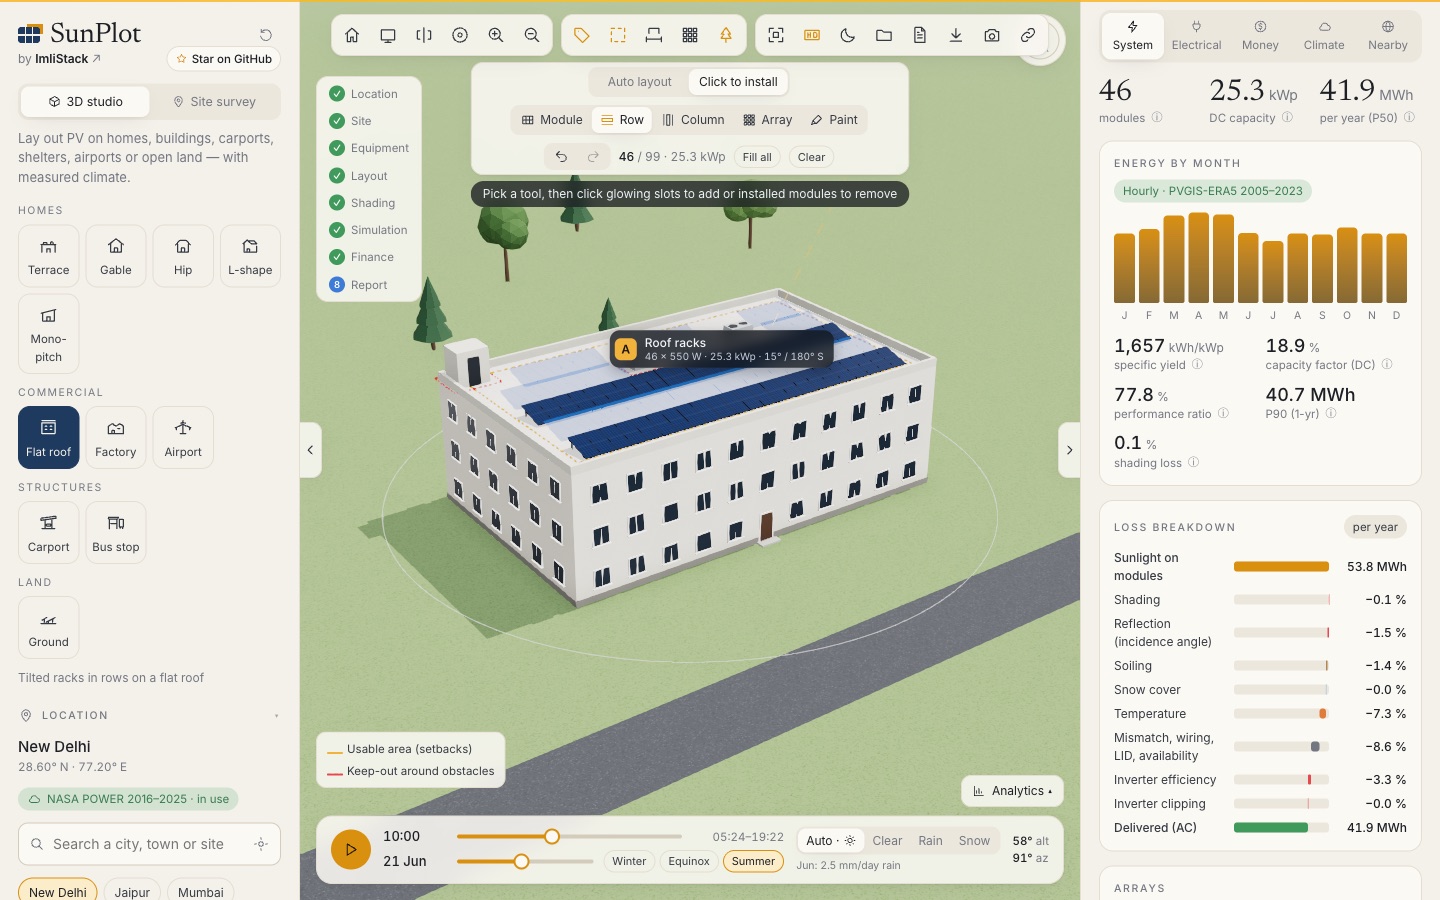 SunPlot
by ImliStack ↗
Star on GitHub
3D studio
Site survey
Lay out PV on homes, buildings, carports,
shelters, airports or open land — with
measured climate.
HOMES
Terrace
Gable
Hip
L-shape
Mono-
pitch
COMMERCIAL
Flat roof
Factory
Airport
STRUCTURES
Carport
Bus stop
LAND
Ground
Tilted racks in rows on a flat roof
LOCATION
New Delhi
28.60° N · 77.20° E
NASA POWER 2016–2025 · in use
Search a city, town or site
New Delhi
Jaipur
Mumbai
HD
Location
Site
Equipment
Layout
Shading
Simulation
Finance
8 Report
Auto layout
Click to install
Module
Row
Column
Array
Paint
46 / 99 · 25.3 kWp
Fill all
Clear
Pick a tool, then click glowing slots to add or installed modules to remove
A
Roof racks
46 × 550 W · 25.3 kWp · 15° / 180° S
Usable area (setbacks)
Keep-out around obstacles
Analytics
10:00
05:24–19:22
21 Jun
Winter
Equinox
Summer
Auto ·
Clear
Rain
Snow
Jun: 2.5 mm/day rain
58° alt
91° az
System
Electrical
Money
Climate
Nearby
46
modules
25.3 kWp
DC capacity
41.9 MWh
per year (P50)
ENERGY BY MONTH
Hourly · PVGIS-ERA5 2005–2023
J F M A M J J A S O N D
1,657 kWh/kWp
specific yield
18.9 %
capacity factor (DC)
77.8 %
performance ratio
40.7 MWh
P90 (1-yr)
0.1 %
shading loss
LOSS BREAKDOWN
per year
Sunlight on
modules
53.8 MWh
Shading
−0.1 %
Reflection
(incidence angle)
−1.5 %
Soiling
−1.4 %
Snow cover
−0.0 %
Temperature
−7.3 %
Mismatch, wiring,
LID, availability
−8.6 %
Inverter efficiency
−3.3 %
Inverter clipping
−0.0 %
Delivered (AC)
41.9 MWh
ARRAYS